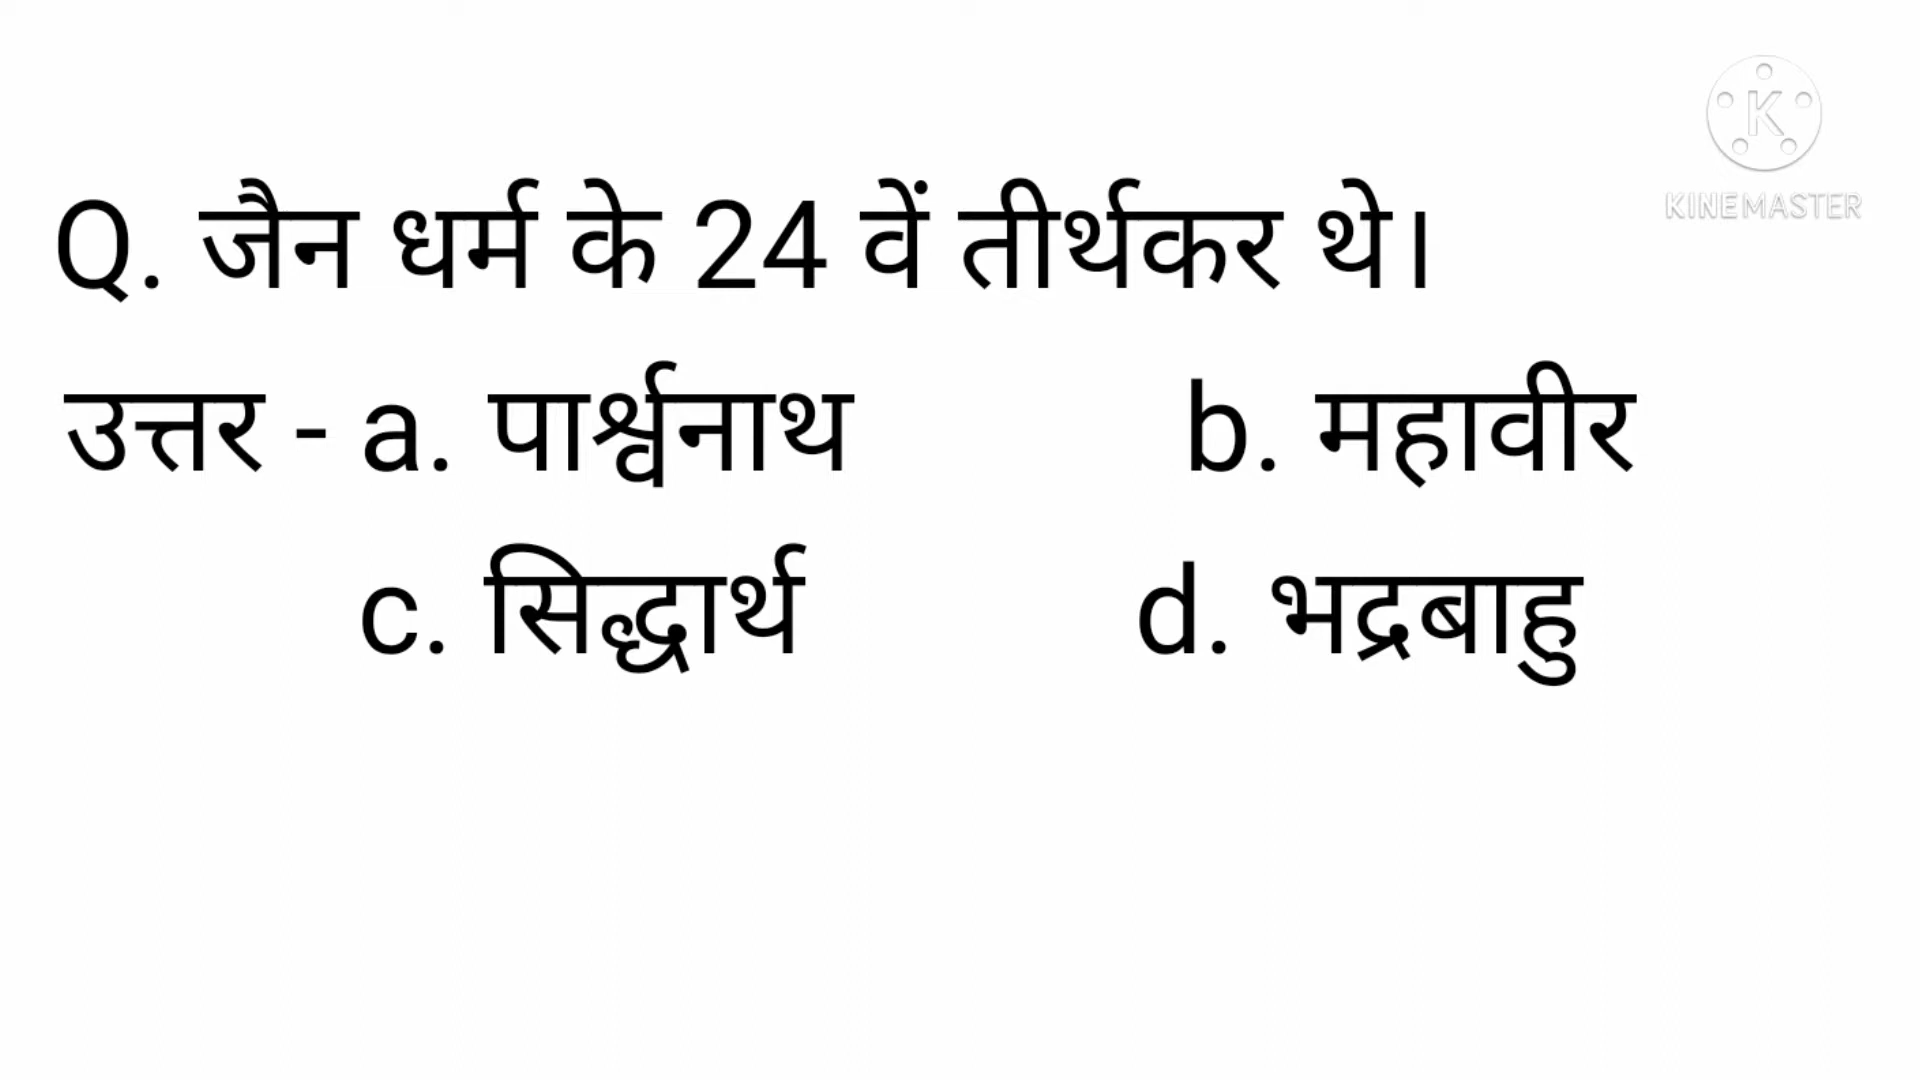 KINEMASTER
Q. जैन धर्म के 24 वें तीर्थकर थे।
उत्तर - a. पार्श्वनाथ b. महावीर
c. सिद्धार्थ d. भद्रबाहु